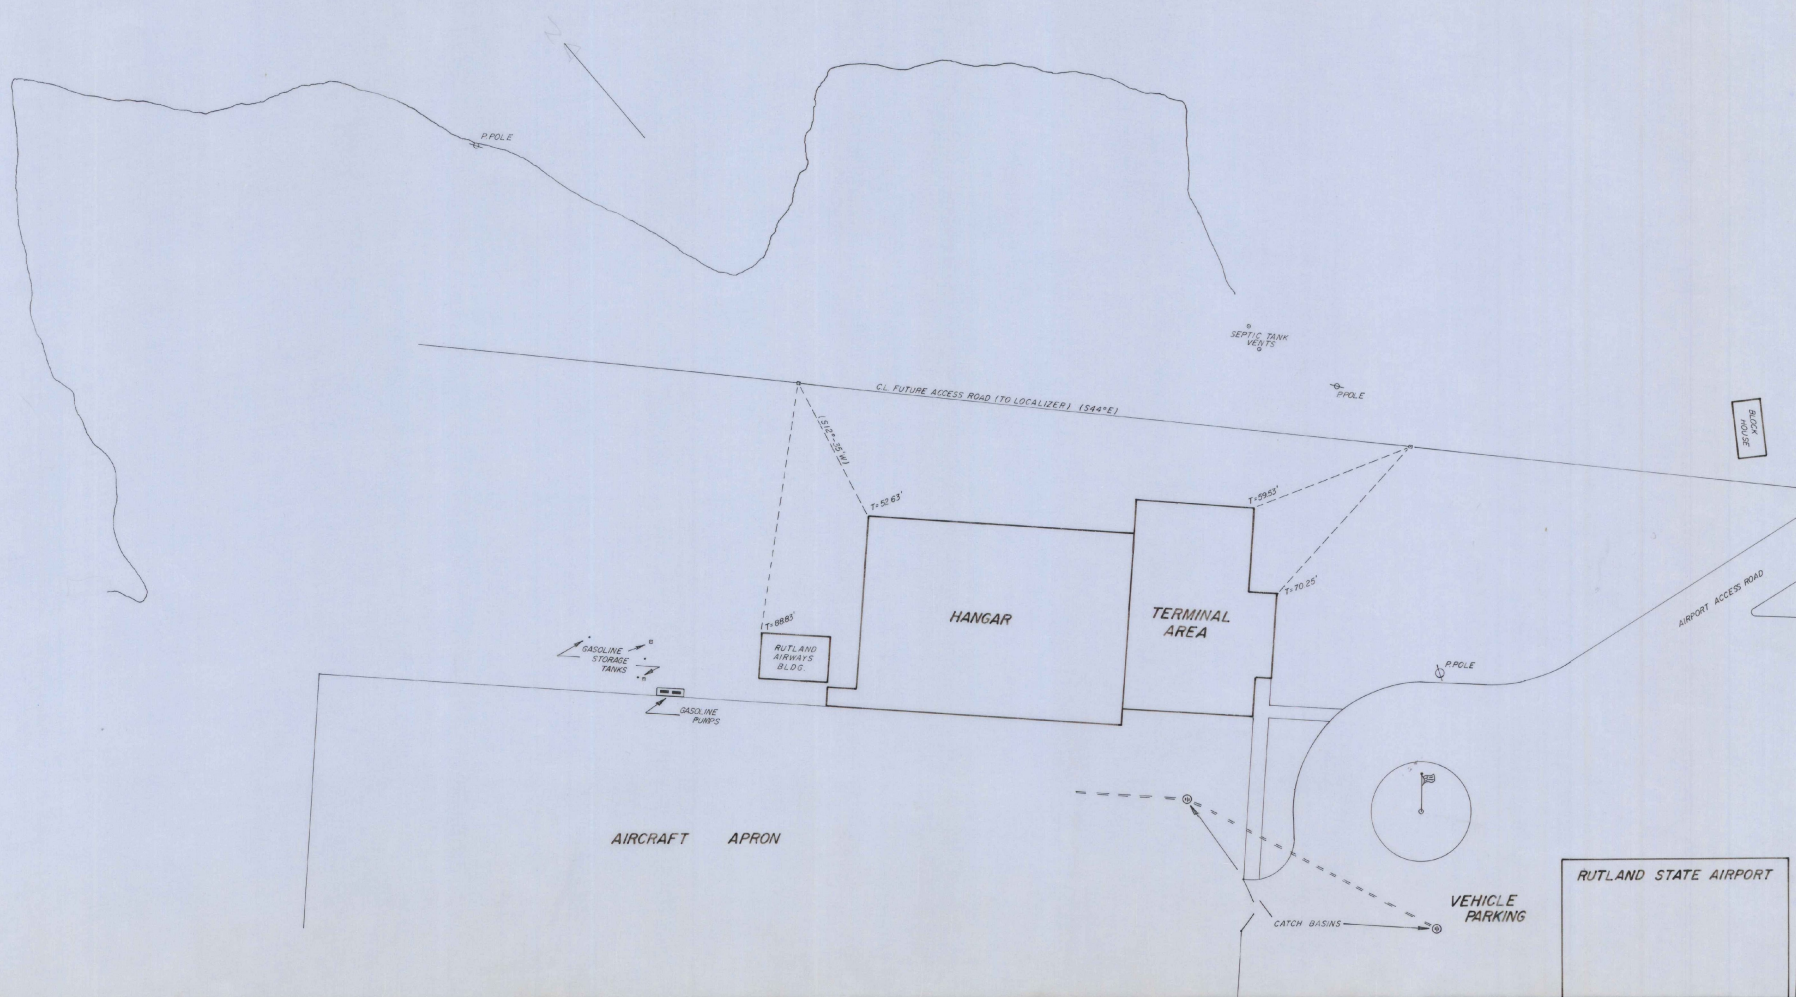 P.POLE
SEPTIC TANK
VENTS
P.POLE
C.L. FUTURE ACCESS ROAD (TO LOCALIZER) (S44°E)
(S12°-35'W)
BLOCK
HOUSE
T=52.63'
T=59.53'
T=70.25'
T=88.83'
HANGAR
TERMINAL
AREA
AIRPORT ACCESS ROAD
RUTLAND
AIRWAYS
BLDG.
GASOLINE
STORAGE
TANKS
P.POLE
GASOLINE
PUMPS
AIRCRAFT APRON
VEHICLE
PARKING
CATCH BASINS
RUTLAND STATE AIRPORT